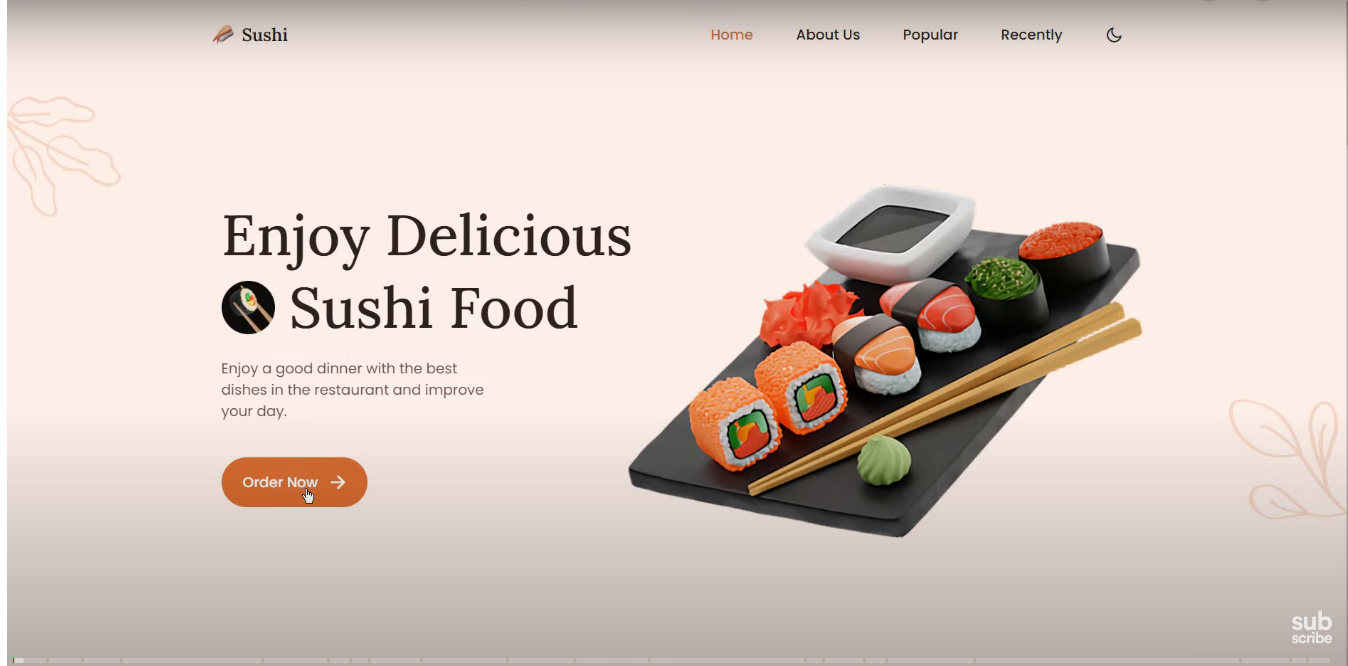 Sushi
Home About Us Popular Recently
Enjoy Delicious
Sushi Food
Enjoy a good dinner with the best
dishes in the restaurant and improve
your day.
Order Now
sub
scribe